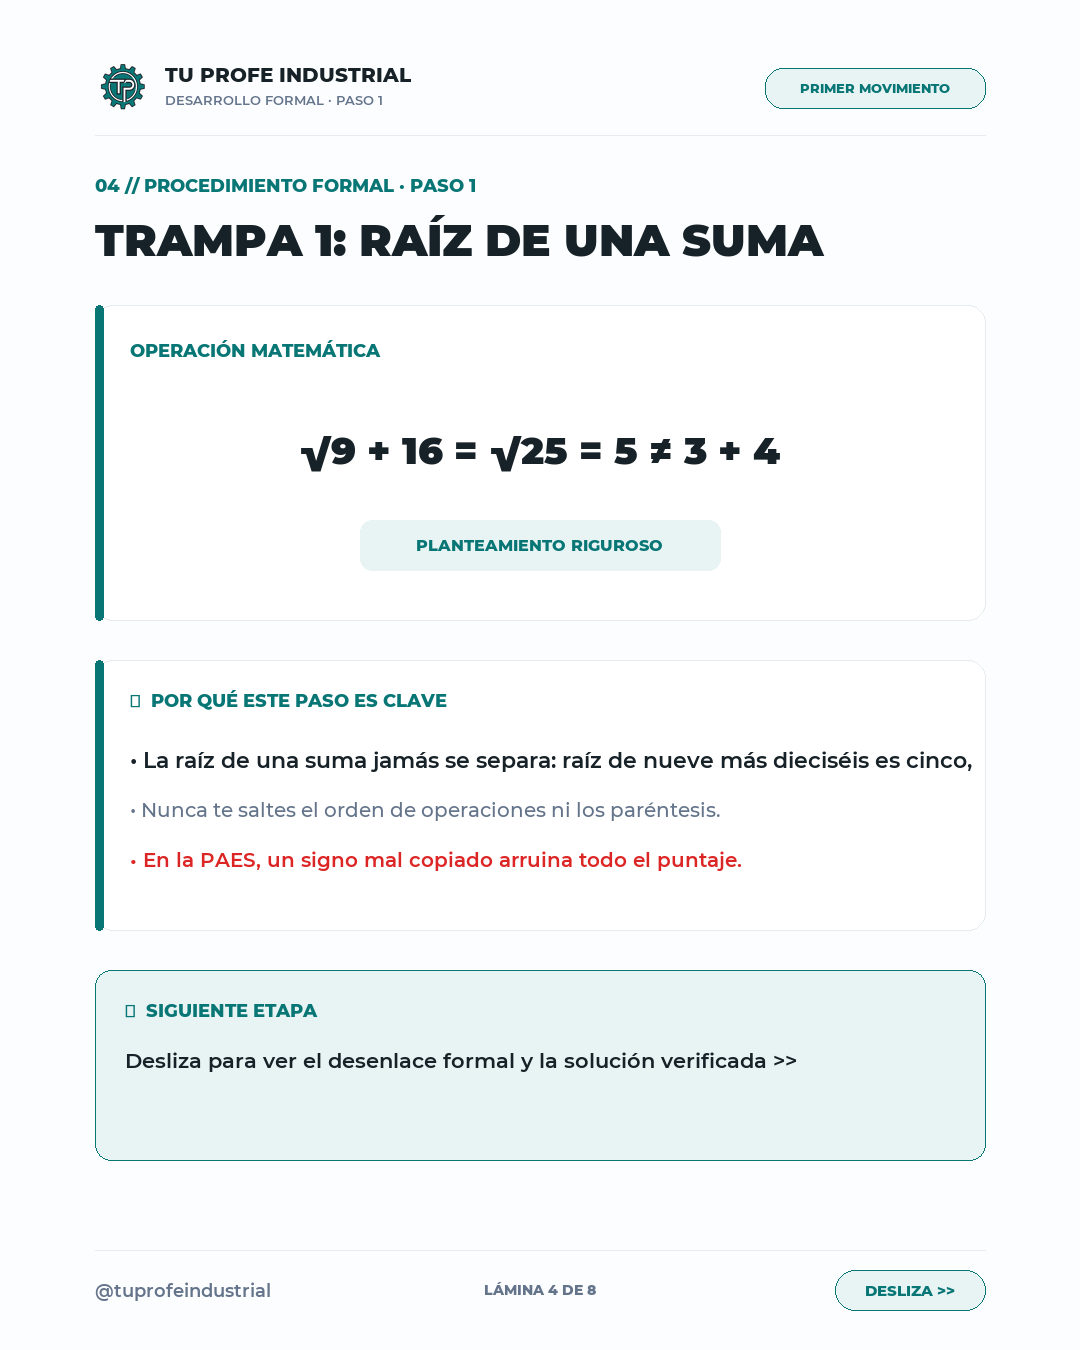 TP
TU PROFE INDUSTRIAL
DESARROLLO FORMAL · PASO 1
PRIMER MOVIMIENTO
04 // PROCEDIMIENTO FORMAL · PASO 1
TRAMPA 1: RAÍZ DE UNA SUMA
OPERACIÓN MATEMÁTICA
√9 + 16 = √25 = 5 ≠ 3 + 4
PLANTEAMIENTO RIGUROSO
POR QUÉ ESTE PASO ES CLAVE
• La raíz de una suma jamás se separa: raíz de nueve más dieciséis es cinco,
• Nunca te saltes el orden de operaciones ni los paréntesis.
• En la PAES, un signo mal copiado arruina todo el puntaje.
SIGUIENTE ETAPA
Desliza para ver el desenlace formal y la solución verificada >>
@tuprofeindustrial
LÁMINA 4 DE 8
DESLIZA >>